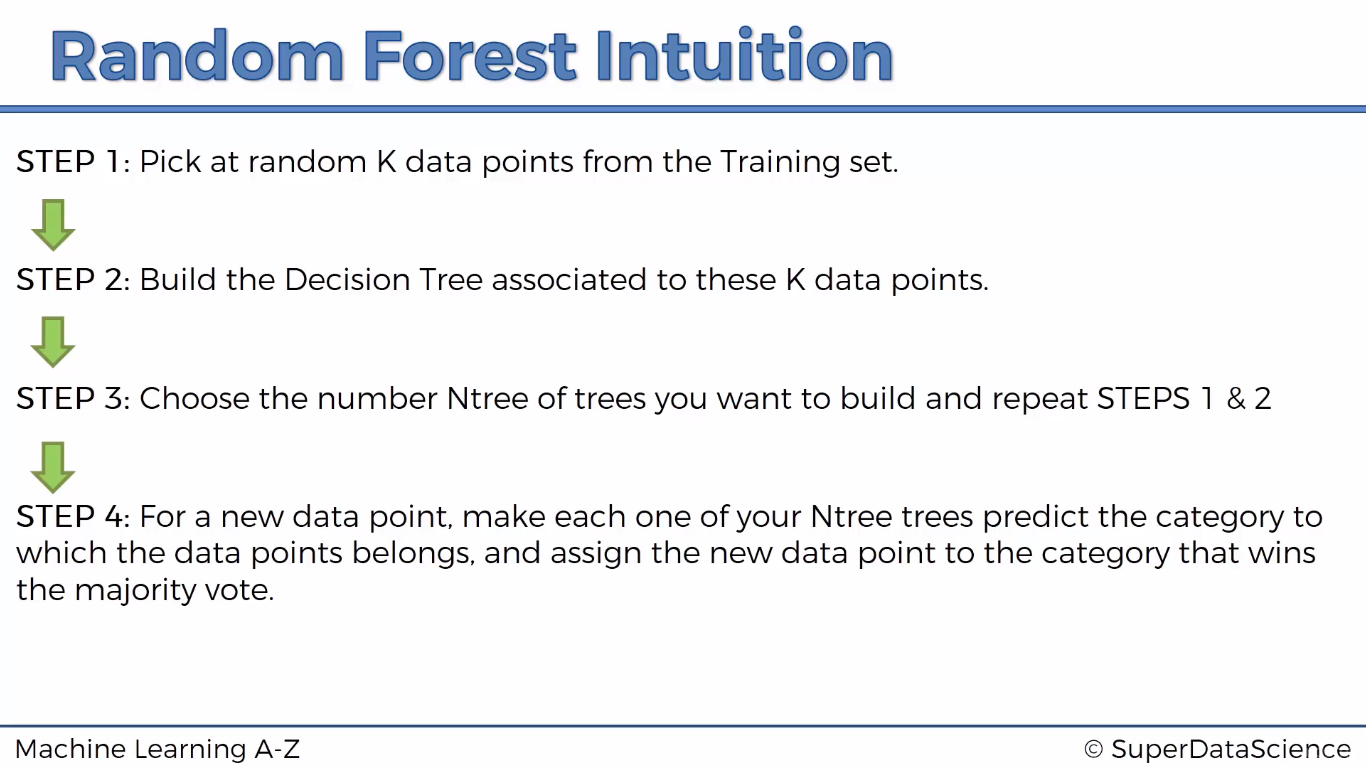 Random Forest Intuition
STEP 1: Pick at random K data points from the Training set.
STEP 2: Build the Decision Tree associated to these K data points.
STEP 3: Choose the number Ntree of trees you want to build and repeat STEPS 1 & 2
STEP 4: For a new data point, make each one of your Ntree trees predict the category to
which the data points belongs, and assign the new data point to the category that wins
the majority vote.
Machine Learning A-Z
© SuperDataScience